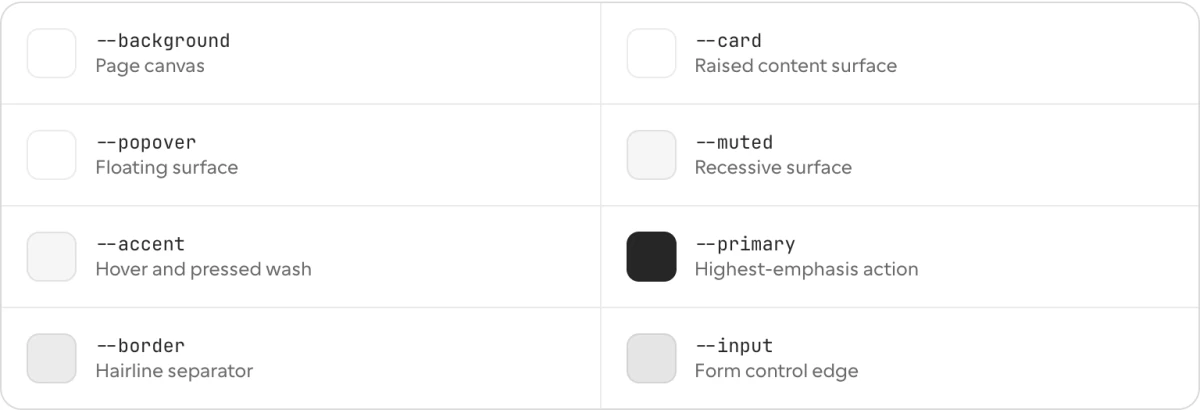 --background
Page canvas
--card
Raised content surface
--popover
Floating surface
--muted
Recessive surface
--accent
Hover and pressed wash
--primary
Highest-emphasis action
--border
Hairline separator
--input
Form control edge